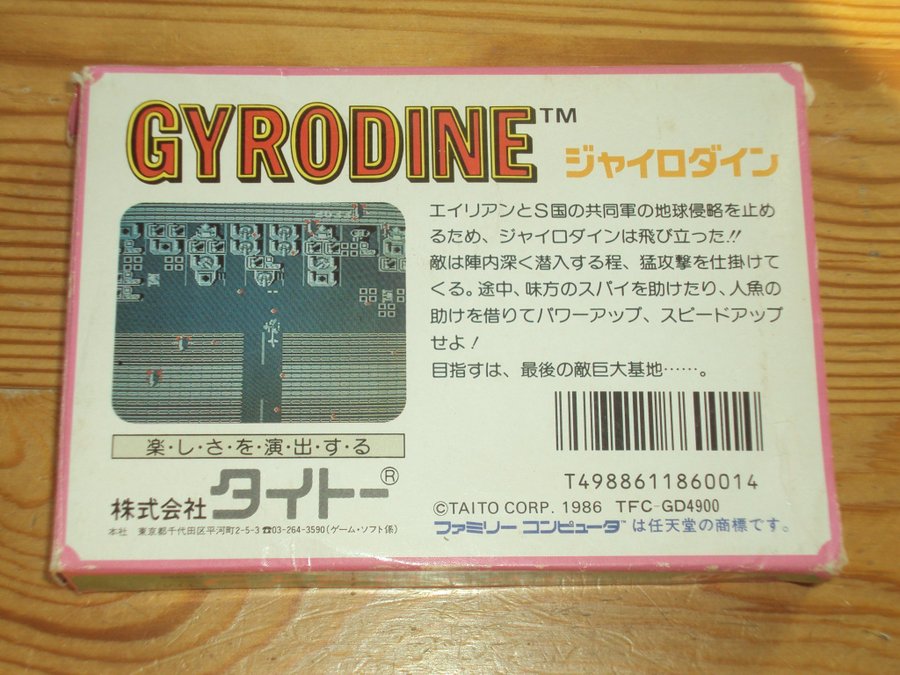 GYRODINE™
ジャイロダイン
エイリアンとS国の共同軍の地球侵略を止め
るため、ジャイロダインは飛び立った!!
敵は陣内深く潜入する程、猛攻撃を仕掛けて
くる。途中、味方のスパイを助けたり、人魚の
助けを借りてパワーアップ、スピードアップ
せよ!
目指すは、最後の敵巨大基地……。
楽・し・さ・を・演・出・す・る
株式会社 タイトー®
本社 東京都千代田区平河町2-5-3 ☎03-264-3590(ゲーム・ソフト係)
T4988611860014
©TAITO CORP. 1986 TFC-GD4900
ファミリーコンピュータ™は任天堂の商標です。